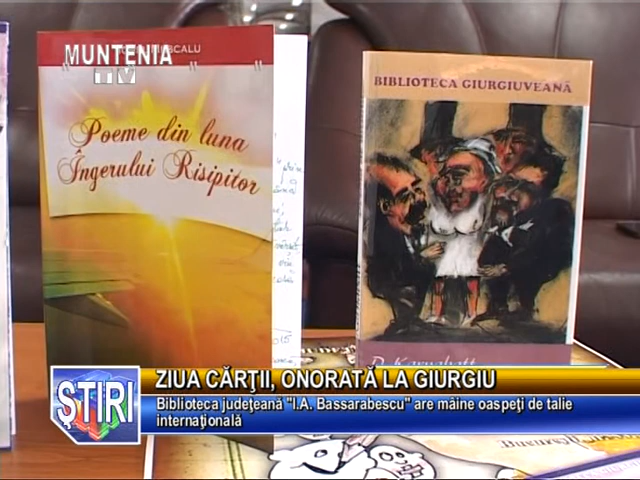 MUNTENIA
TV
Poeme din luna
Îngerului Risipitor
BIBLIOTECA GIURGIUVEANĂ
2015
ŞTIRI
ZIUA CĂRŢII, ONORATĂ LA GIURGIU
Biblioteca judeţeană "I.A. Bassarabescu" are mâine oaspeţi de talie
internaţională